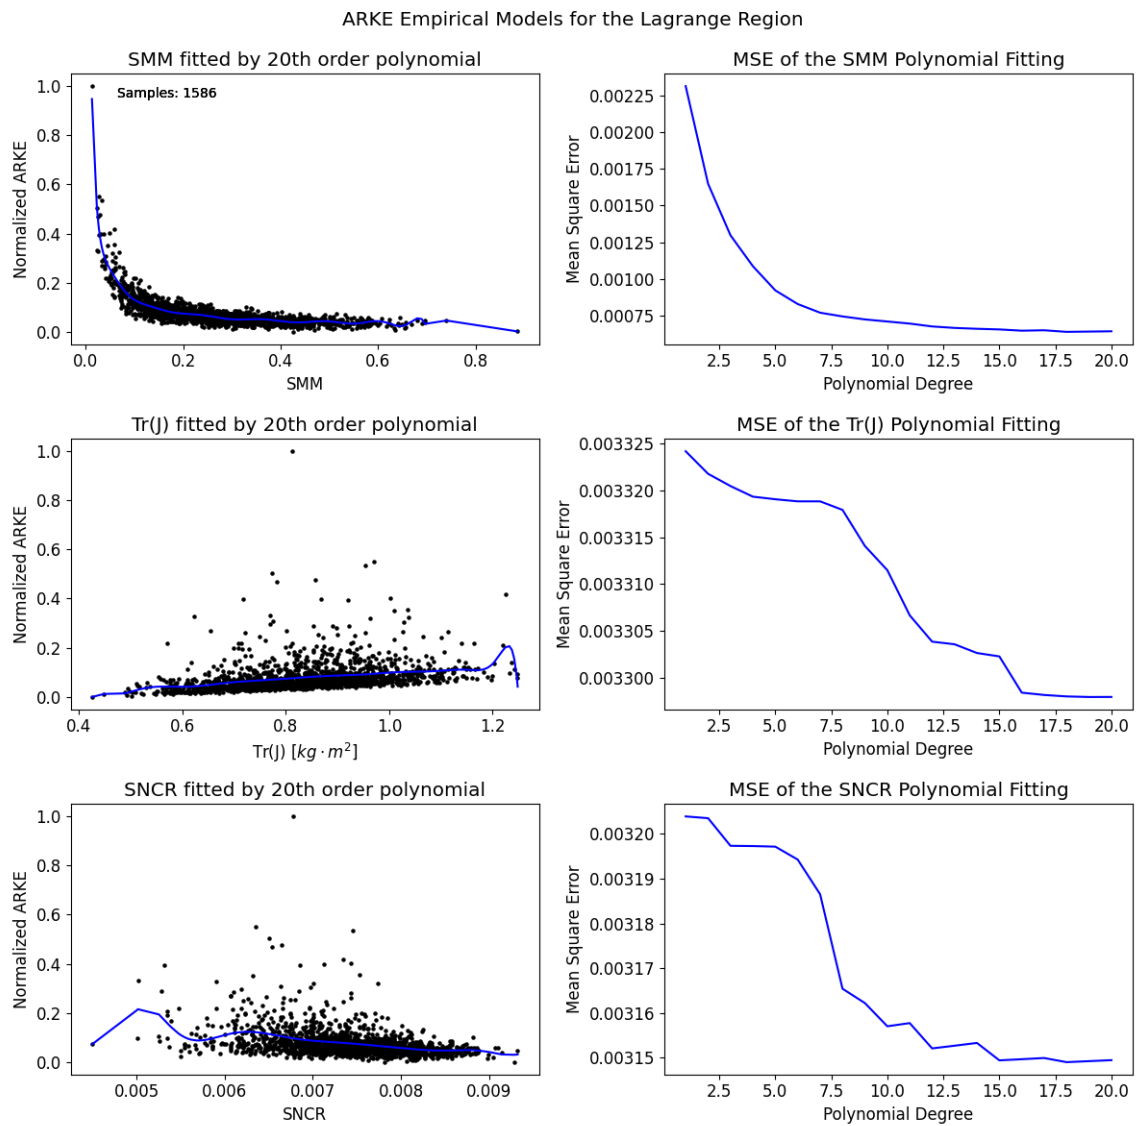 ARKE Empirical Models for the Lagrange Region
SMM fitted by 20th order polynomial
Normalized ARKE
1.0
0.8
0.6
0.4
0.2
0.0
Samples: 1586
0.0 0.2 0.4 0.6 0.8
SMM
MSE of the SMM Polynomial Fitting
Mean Square Error
0.00225
0.00200
0.00175
0.00150
0.00125
0.00100
0.00075
2.5 5.0 7.5 10.0 12.5 15.0 17.5 20.0
Polynomial Degree
Tr(J) fitted by 20th order polynomial
Normalized ARKE
1.0
0.8
0.6
0.4
0.2
0.0
0.4 0.6 0.8 1.0 1.2
Tr(J) [kg · m²]
MSE of the Tr(J) Polynomial Fitting
Mean Square Error
0.003325
0.003320
0.003315
0.003310
0.003305
0.003300
2.5 5.0 7.5 10.0 12.5 15.0 17.5 20.0
Polynomial Degree
SNCR fitted by 20th order polynomial
Normalized ARKE
1.0
0.8
0.6
0.4
0.2
0.0
0.005 0.006 0.007 0.008 0.009
SNCR
MSE of the SNCR Polynomial Fitting
Mean Square Error
0.00320
0.00319
0.00318
0.00317
0.00316
0.00315
2.5 5.0 7.5 10.0 12.5 15.0 17.5 20.0
Polynomial Degree